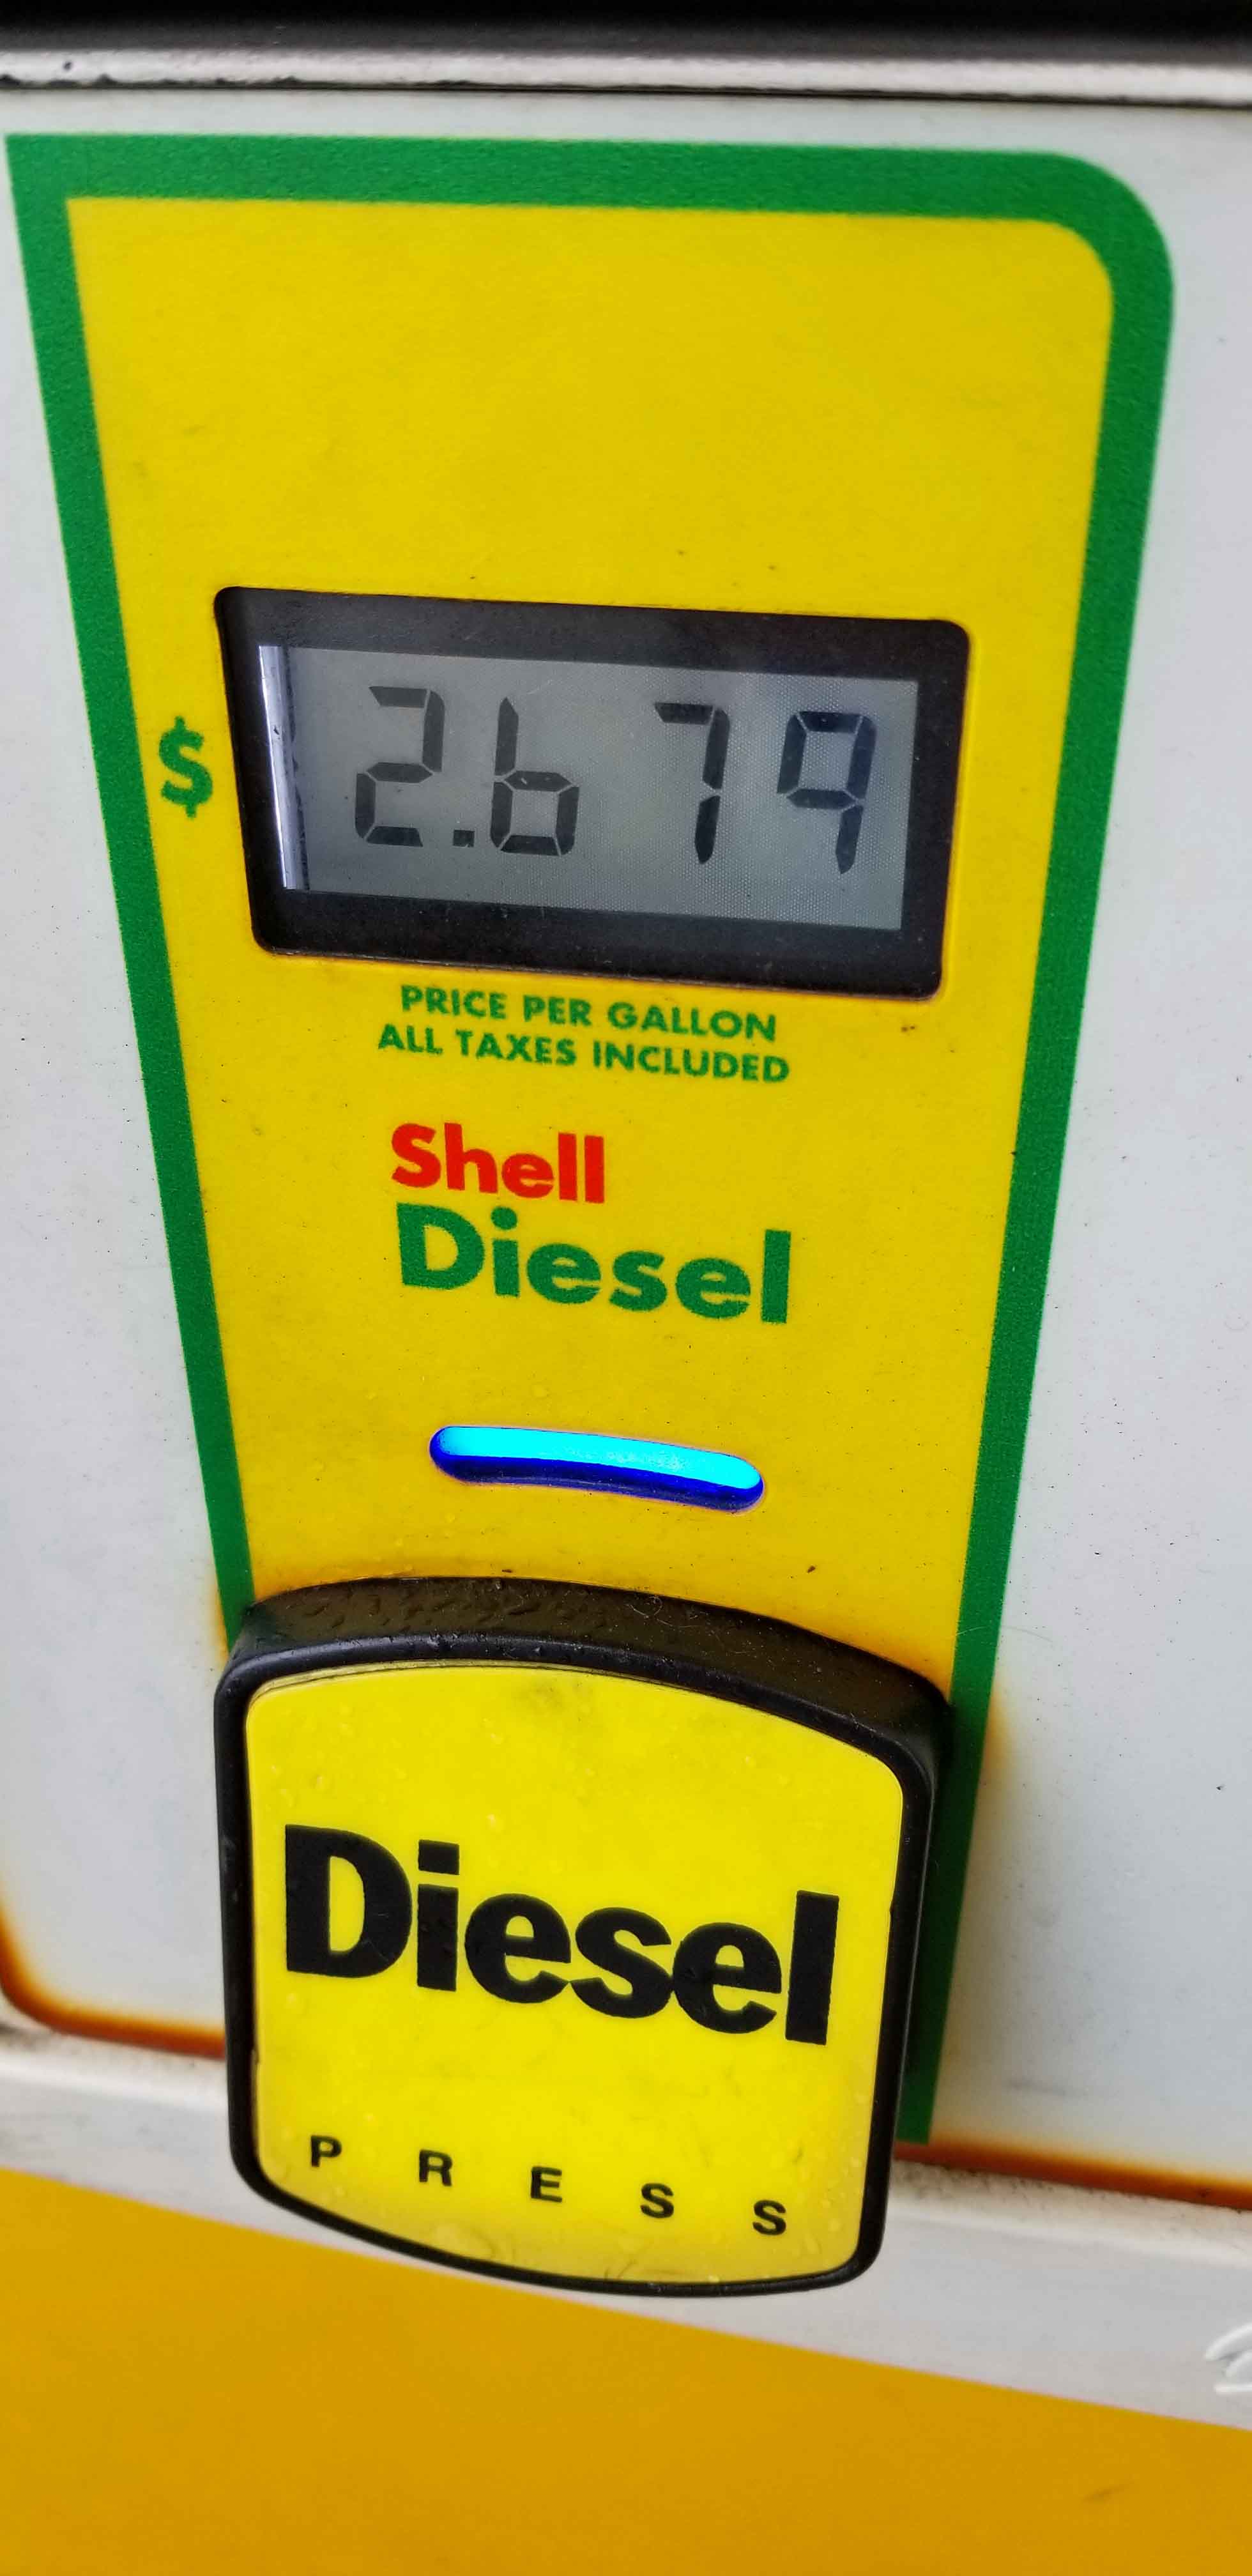 $ 2.679
PRICE PER GALLON
ALL TAXES INCLUDED
Shell
Diesel
Diesel
PRESS